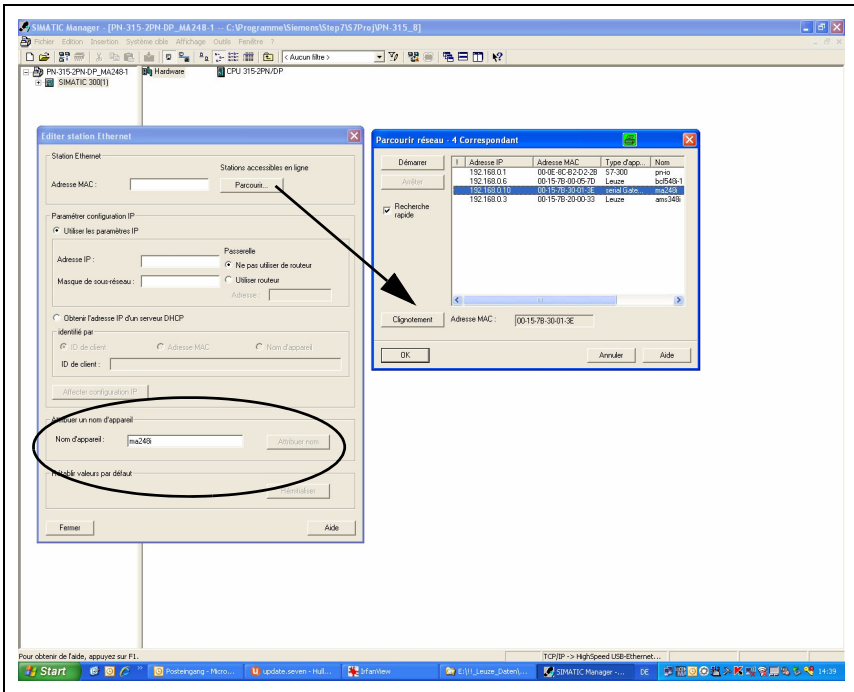 SIMATIC Manager - [PN-315-2PN-DP_MA248-1 -- C:\Programme\Siemens\Step7\S7Proj\PN-315_8]
Fichier Edition Insertion Système cible Affichage Outils Fenêtre ?
< Aucun filtre >
PN-315-2PN-DP_MA248-1
SIMATIC 300(1)
Hardware
CPU 315-2PN/DP
Editer station Ethernet
Station Ethernet
Stations accessibles en ligne
Adresse MAC :
Parcourir...
Paramétrer configuration IP
Utiliser les paramètres IP
Passerelle
Adresse IP :
Ne pas utiliser de routeur
Masque de sous-réseau :
Utiliser routeur
Adresse :
Obtenir l'adresse IP d'un serveur DHCP
identifié par
ID de client
Adresse MAC
Nom d'appareil
ID de client :
Affecter configuration IP
Attribuer un nom d'appareil
Nom d'appareil :
ma248i
Attribuer nom
Rétablir valeurs par défaut
Réinitialiser
Fermer
Aide
Parcourir réseau - 4 Correspondant
Démarrer
Arrêter
Recherche rapide
! Adresse IP Adresse MAC Type d'app... Nom
192.168.0.1 00-0E-8C-B2-D2-2B S7-300 pn-io
192.168.0.6 00-15-7B-00-05-7D Leuze bcl548i-1
192.168.0.10 00-15-7B-30-01-3E serial Gate... ma248i
192.168.0.3 00-15-7B-20-00-33 Leuze ams348i
Clignotement
Adresse MAC :
00-15-7B-30-01-3E
OK
Annuler
Aide
Pour obtenir de l'aide, appuyez sur F1.
TCP/IP -> HighSpeed USB-Ethernet...
Start
Posteingang - Micro...
update.seven - Hull...
IrfanView
E:\!!_Leuze_Daten\...
SIMATIC Manager -...
DE
14:39